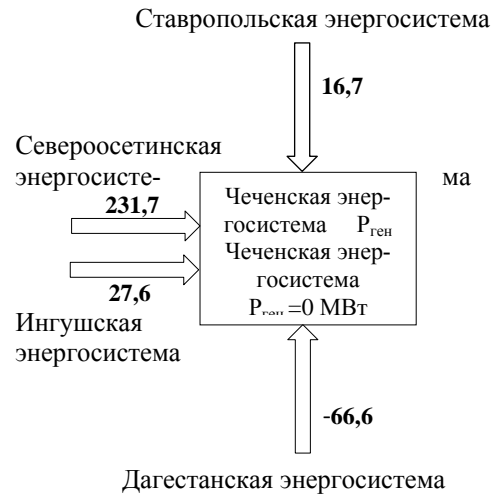 Ставропольская энергосистема
16,7
Североосетинская
энергосисте-
ма
231,7
27,6
Ингушская
энергосистема
Чеченская энер-
госистема Pген
Чеченская энер-
госистема
Pген =0 МВт
-66,6
Дагестанская энергосистема